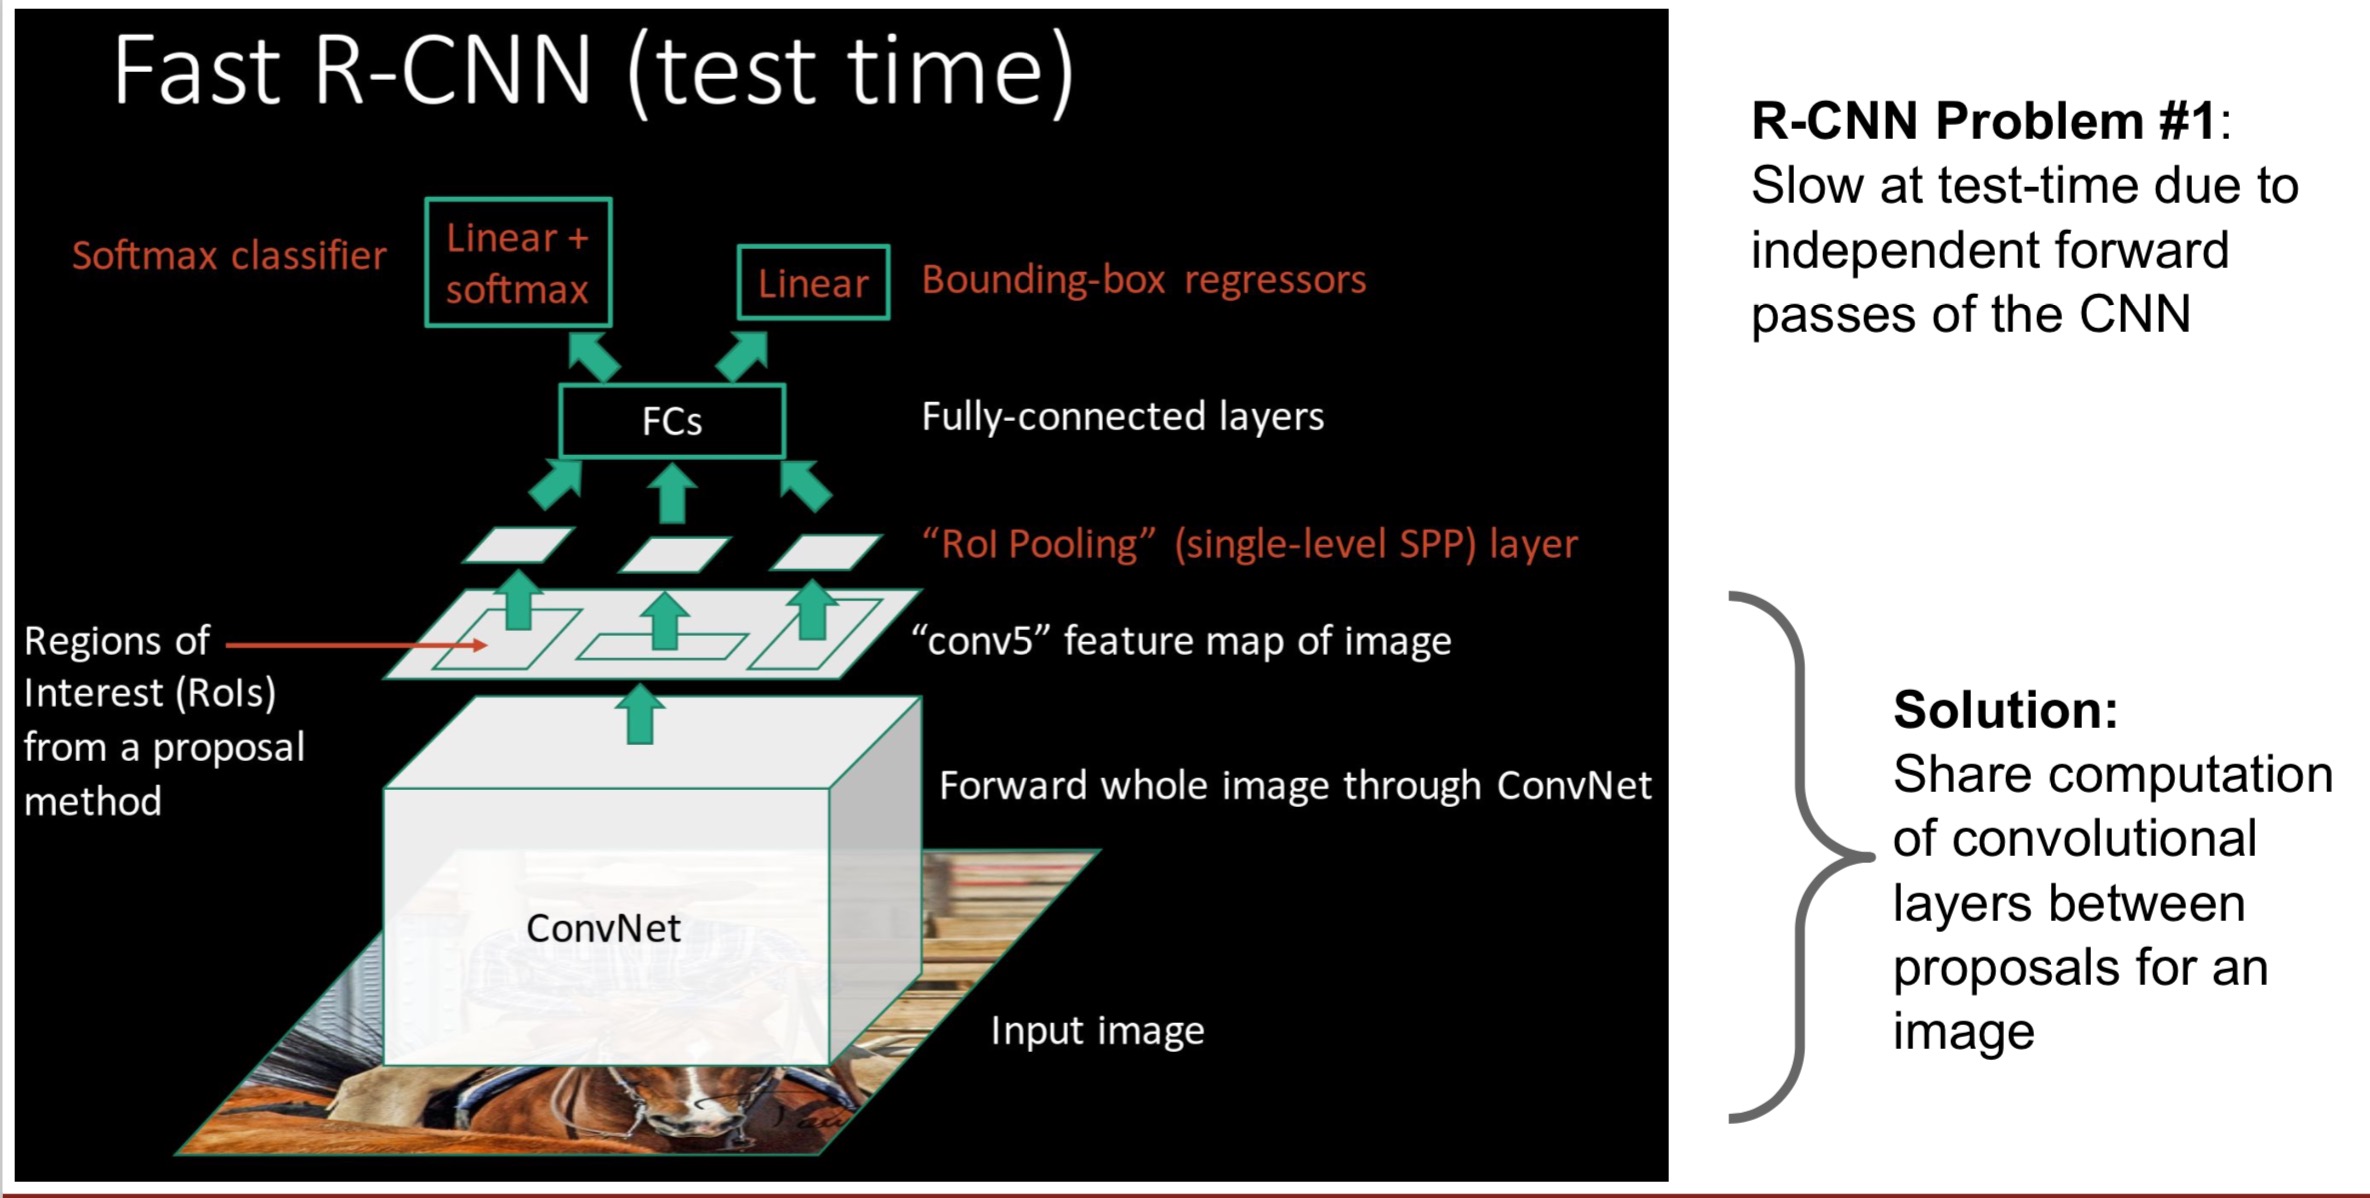 Fast R-CNN (test time)
Softmax classifier
Linear +
softmax
Linear
Bounding-box regressors
FCs
Fully-connected layers
“RoI Pooling” (single-level SPP) layer
Regions of
Interest (RoIs)
from a proposal
method
“conv5” feature map of image
Forward whole image through ConvNet
ConvNet
Input image
R-CNN Problem #1:
Slow at test-time due to
independent forward
passes of the CNN
Solution:
Share computation
of convolutional
layers between
proposals for an
image